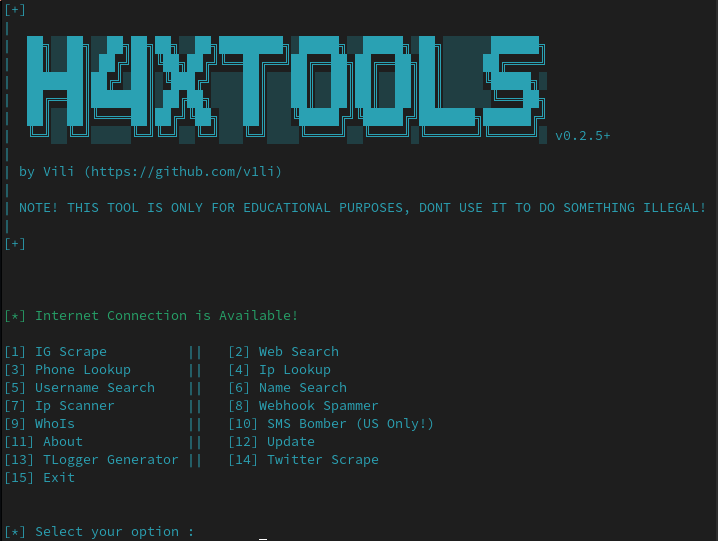 [+]
H4XTOOLS
v0.2.5+
by Vili (https://github.com/v1li)
NOTE! THIS TOOL IS ONLY FOR EDUCATIONAL PURPOSES, DONT USE IT TO DO SOMETHING ILLEGAL!
[+]
[*] Internet Connection is Available!
[1] IG Scrape || [2] Web Search
[3] Phone Lookup || [4] Ip Lookup
[5] Username Search || [6] Name Search
[7] Ip Scanner || [8] Webhook Spammer
[9] WhoIs || [10] SMS Bomber (US Only!)
[11] About || [12] Update
[13] TLogger Generator || [14] Twitter Scrape
[15] Exit
[*] Select your option :